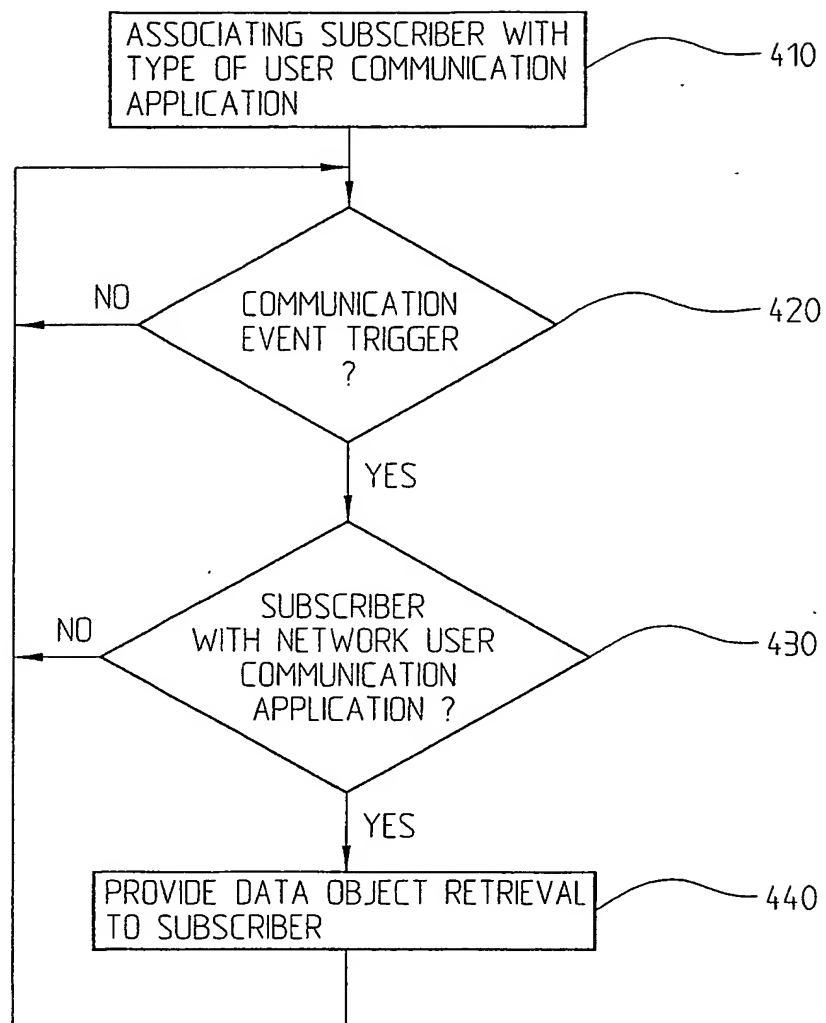 ASSOCIATING SUBSCRIBER WITH
TYPE OF USER COMMUNICATION
APPLICATION
410
NO
COMMUNICATION
EVENT TRIGGER
?
420
YES
NO
SUBSCRIBER
WITH NETWORK USER
COMMUNICATION
APPLICATION ?
430
YES
PROVIDE DATA OBJECT RETRIEVAL
TO SUBSCRIBER
440